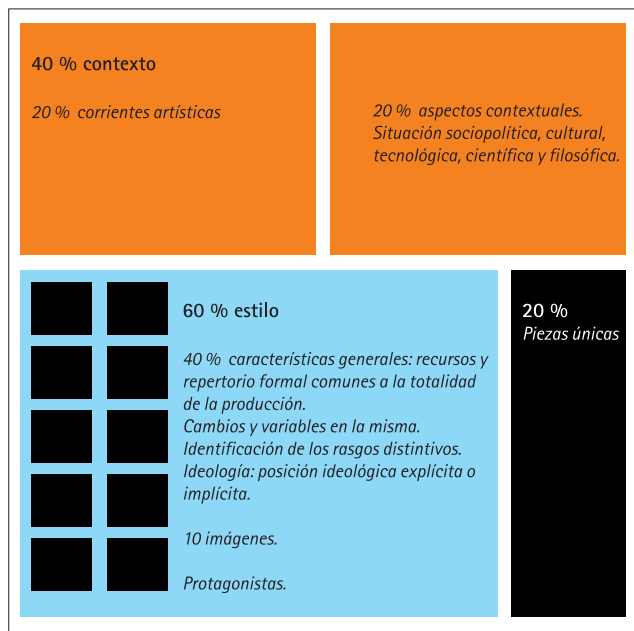 40 % contexto
20 % corrientes artísticas
20 % aspectos contextuales.
Situación sociopolítica, cultural,
tecnológica, científica y filosófica.
60 % estilo
40 % características generales: recursos y
repertorio formal comunes a la totalidad
de la producción.
Cambios y variables en la misma.
Identificación de los rasgos distintivos.
Ideología: posición ideológica explícita o
implícita.
10 imágenes.
Protagonistas.
20 %
Piezas únicas